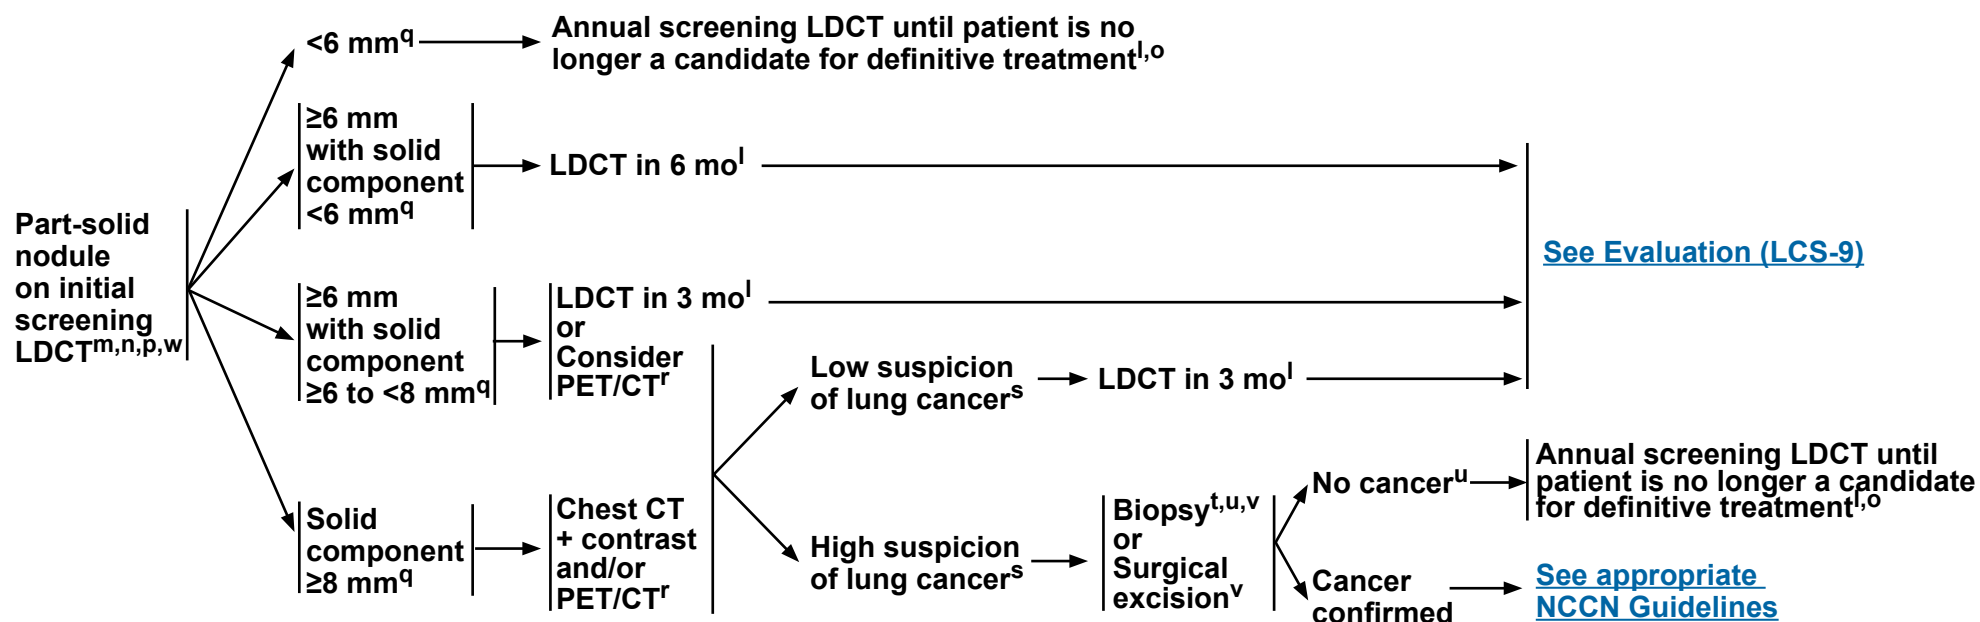 Part-solid
nodule
on initial
screening
LDCTm,n,p,w
<6 mmq
Annual screening LDCT until patient is no
longer a candidate for definitive treatmentl,o
≥6 mm
with solid
component
<6 mmq
LDCT in 6 mol
≥6 mm
with solid
component
≥6 to <8 mmq
LDCT in 3 mol
or
Consider
PET/CTr
Solid
component
≥8 mmq
Chest CT
+ contrast
and/or
PET/CTr
Low suspicion
of lung cancers
LDCT in 3 mol
See Evaluation (LCS-9)
High suspicion
of lung cancers
Biopsyt,u,v
or
Surgical
excisionv
No canceru
Annual screening LDCT until
patient is no longer a candidate
for definitive treatmentl,o
Cancer
confirmed
See appropriate
NCCN Guidelines